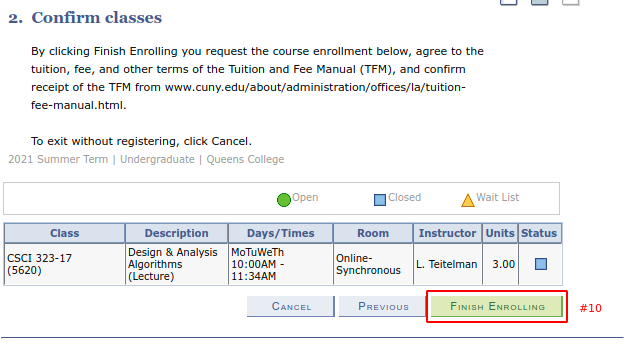 2. Confirm classes
By clicking Finish Enrolling you request the course enrollment below, agree to the
tuition, fee, and other terms of the Tuition and Fee Manual (TFM), and confirm
receipt of the TFM from www.cuny.edu/about/administration/offices/la/tuition-
fee-manual.html.
To exit without registering, click Cancel.
2021 Summer Term | Undergraduate | Queens College
Open Closed Wait List
Class Description Days/Times Room Instructor Units Status
CSCI 323-17
(5620)
Design & Analysis
Algorithms
(Lecture)
MoTuWeTh
10:00AM -
11:34AM
Online-
Synchronous
L. Teitelman
3.00
Cancel Previous Finish Enrolling #10